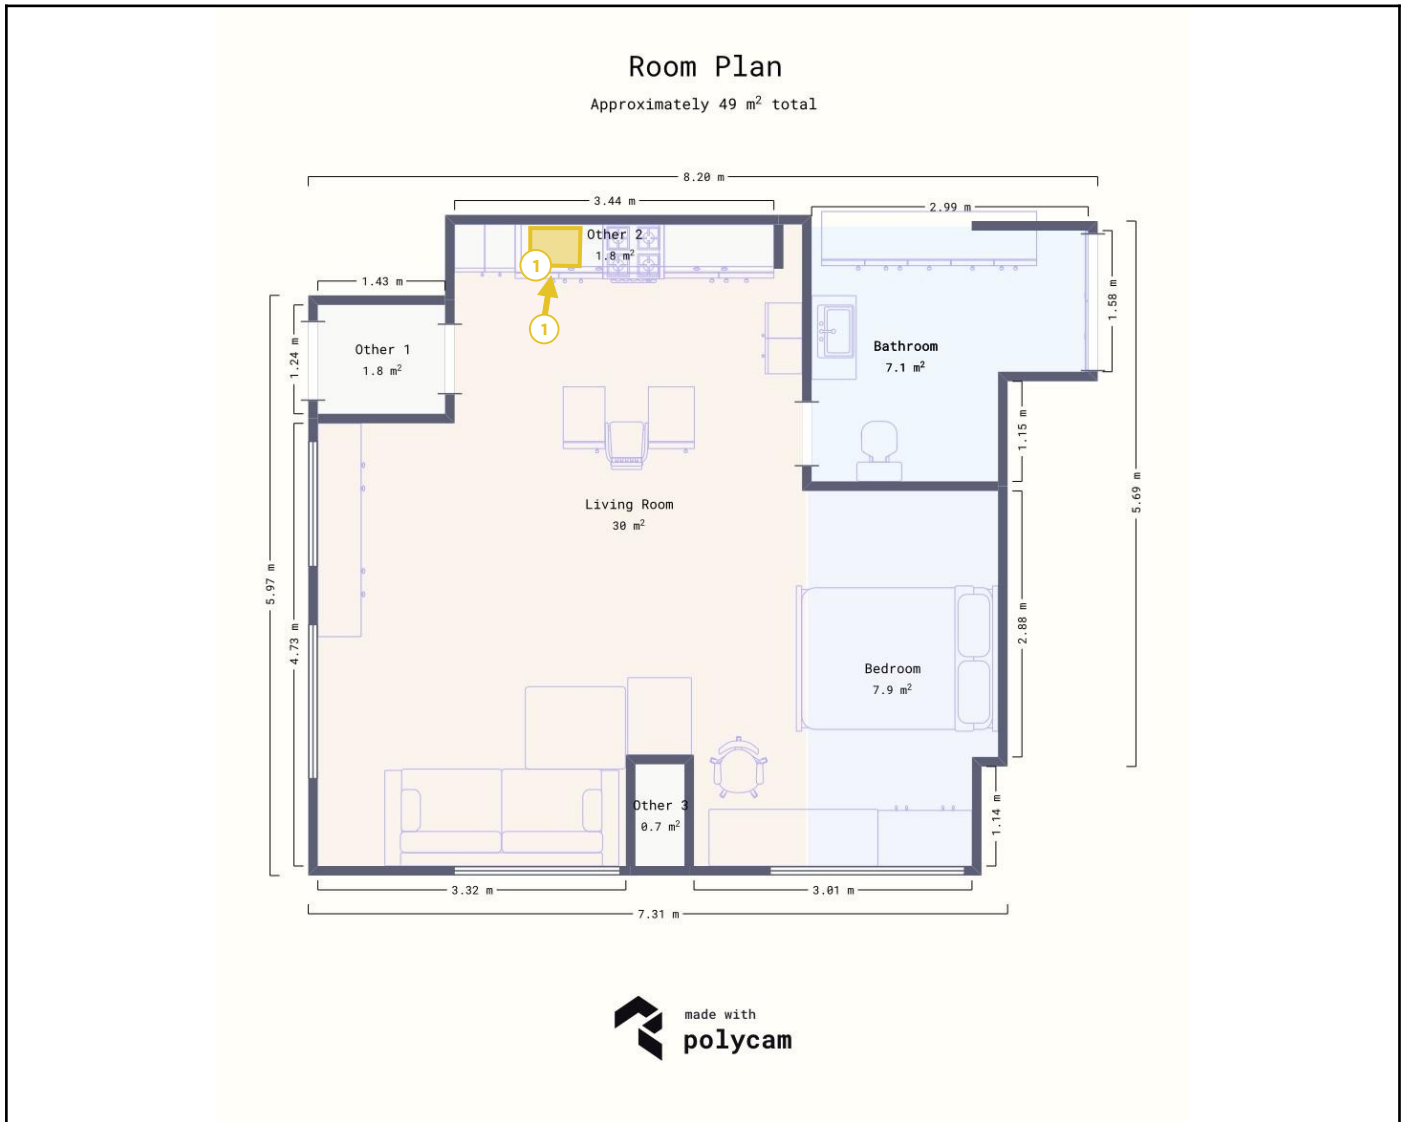 Room Plan
Approximately 49 m² total
8.20 m
3.44 m
2.99 m
Other 2
1.8 m²
1
1
1.43 m
1.24 m
Other 1
1.8 m²
Bathroom
7.1 m²
1.58 m
1.15 m
5.69 m
Living Room
30 m²
5.97 m
4.73 m
2.88 m
Bedroom
7.9 m²
Other 3
0.7 m²
1.14 m
3.32 m
3.01 m
7.31 m
made with
polycam